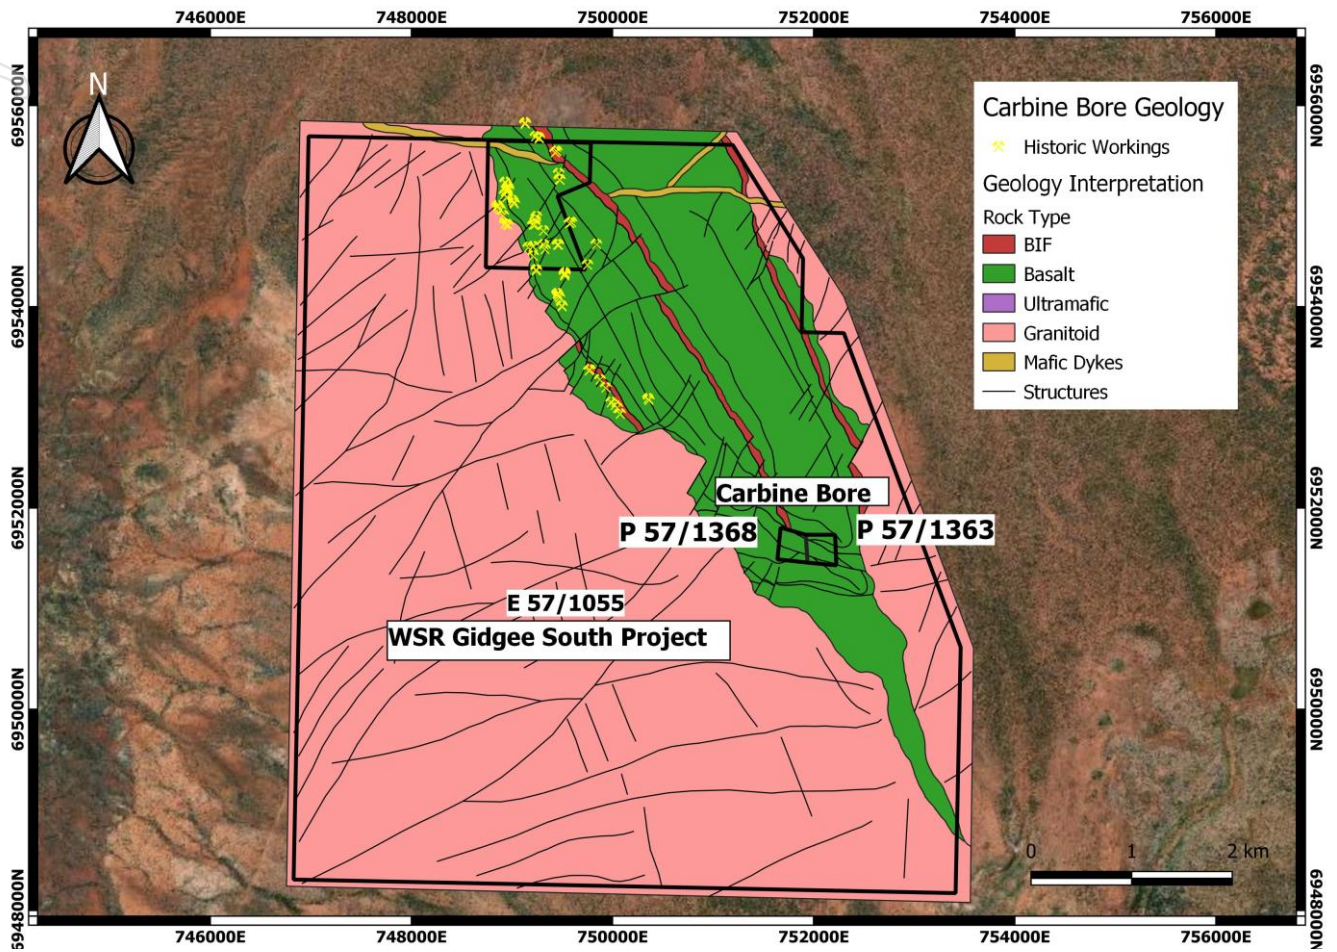 746000E 748000E 750000E 752000E 754000E 756000E
6956000N
6954000N
6952000N
6950000N
6948000N
N
Carbine Bore Geology
Historic Workings
Geology Interpretation
Rock Type
BIF
Basalt
Ultramafic
Granitoid
Mafic Dykes
Structures
Carbine Bore
P 57/1368
P 57/1363
E 57/1055
WSR Gidgee South Project
0 1 2 km
6956000N
6954000N
6952000N
6950000N
6948000N
746000E 748000E 750000E 752000E 754000E 756000E